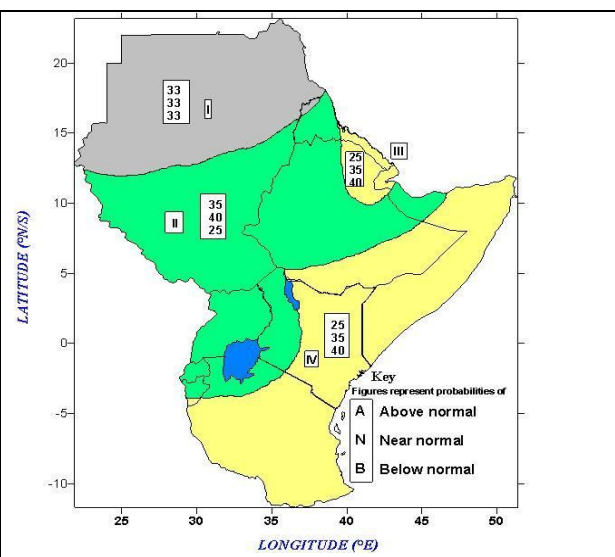 20
15
10
5
0
-5
-10
LATITUDE (°N/S)
33
33
33
I
III
25
35
40
II
35
40
25
25
35
40
IV
Key
Figures represent probabilities of
A Above normal
N Near normal
B Below normal
25 30 35 40 45 50
LONGITUDE (°E)